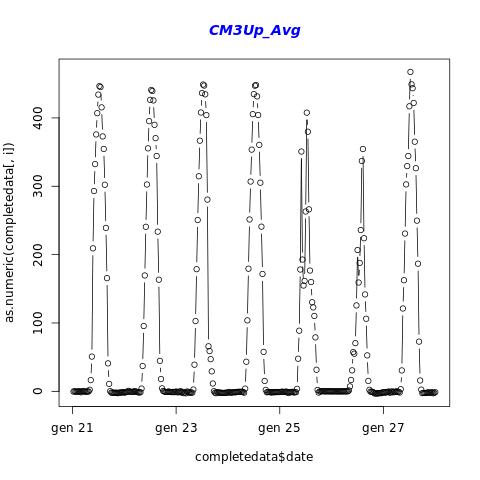 CM3Up_Avg
as.numeric(completedata[, i])
400
300
200
100
0
gen 21
gen 23
gen 25
gen 27
completedata$date